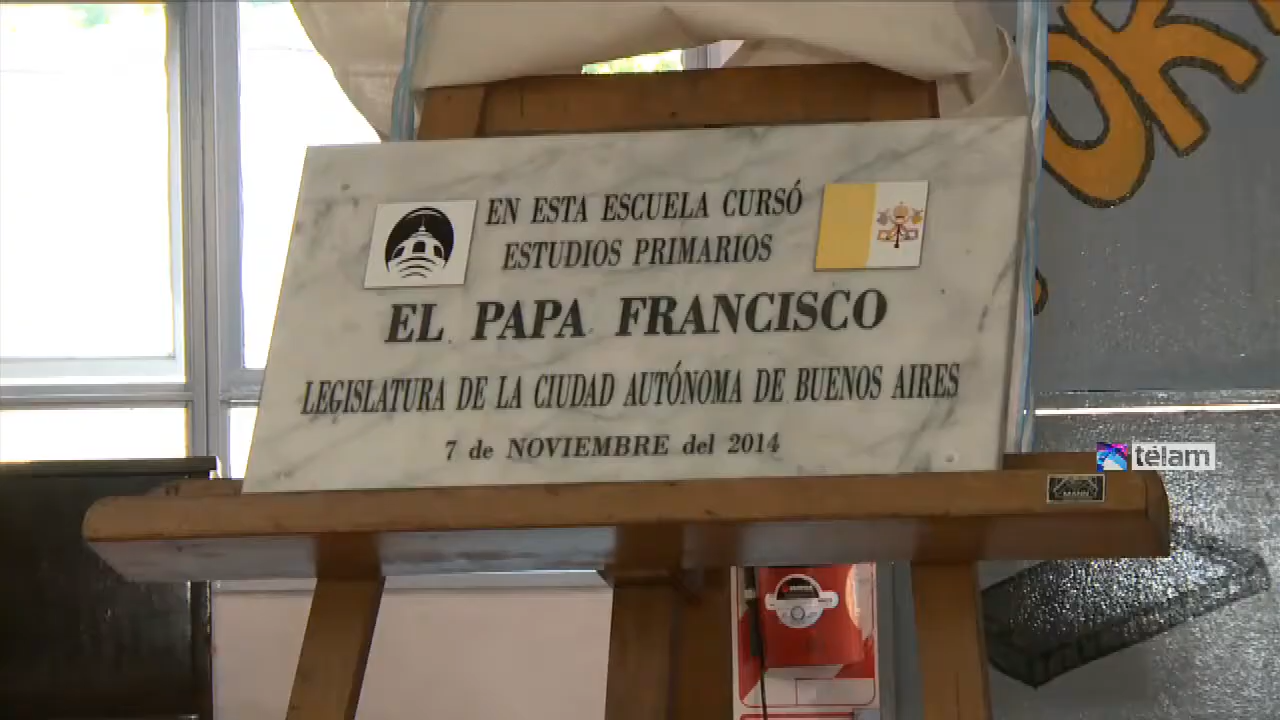 EN ESTA ESCUELA CURSÓ
ESTUDIOS PRIMARIOS
EL PAPA FRANCISCO
LEGISLATURA DE LA CIUDAD AUTÓNOMA DE BUENOS AIRES
7 de NOVIEMBRE del 2014
télam
MANN